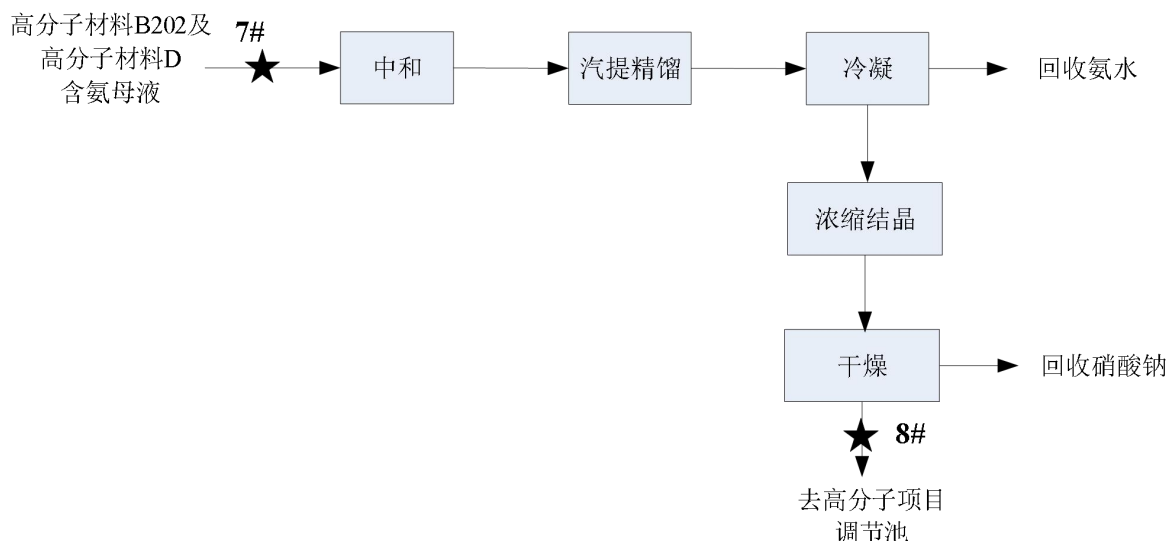 高分子材料B202及
高分子材料D
含氨母液
7#
中和
汽提精馏
冷凝
回收氨水
浓缩结晶
干燥
回收硝酸钠
8#
去高分子项目
调节池